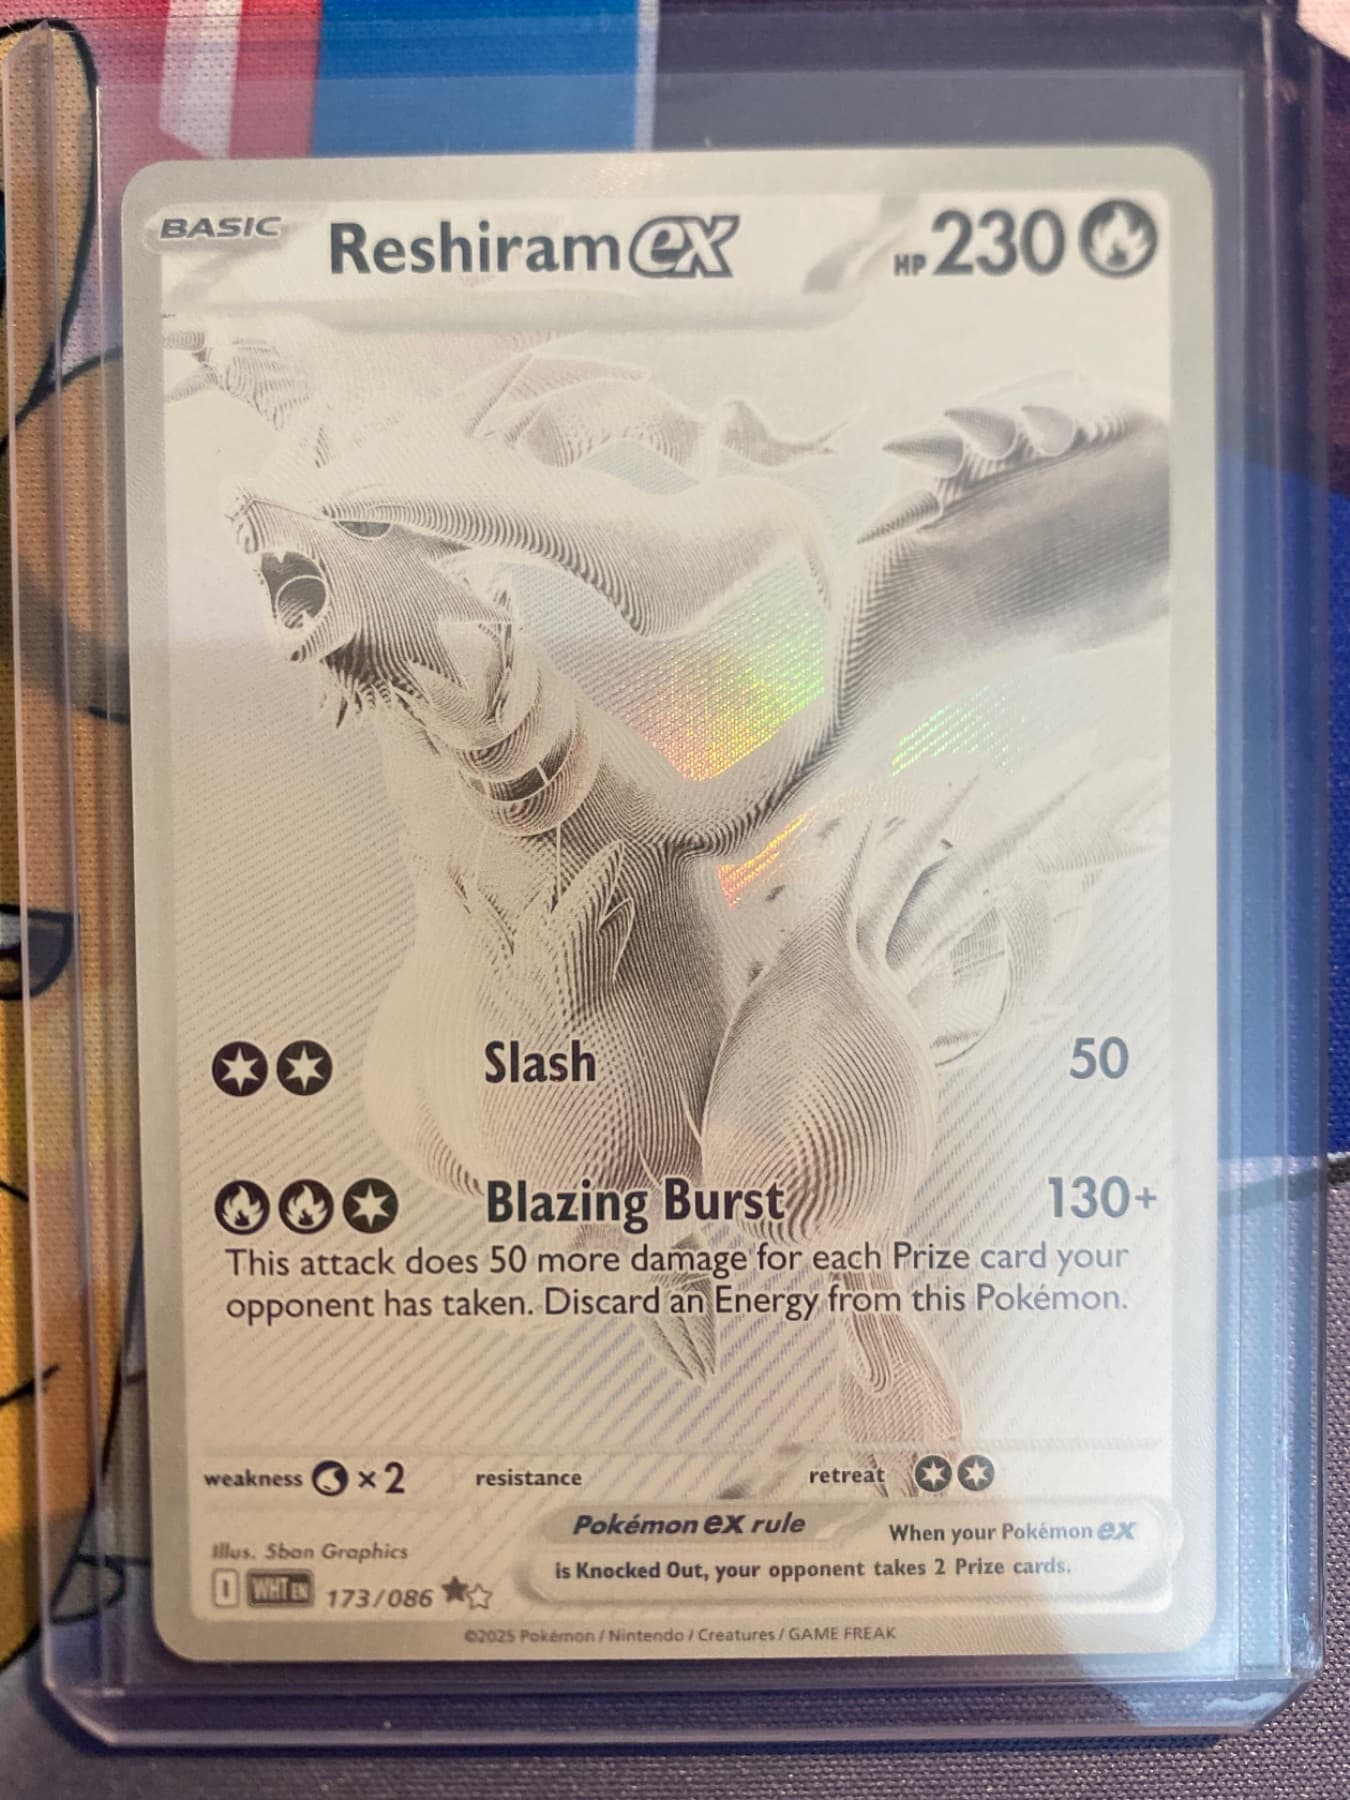 BASIC Reshiram ex HP 230
Slash 50
Blazing Burst 130+
This attack does 50 more damage for each Prize card your
opponent has taken. Discard an Energy from this Pokémon.
weakness ×2 resistance retreat
Pokémon ex rule When your Pokémon ex
is Knocked Out, your opponent takes 2 Prize cards.
Illus. 5ban Graphics
I WHT EN 173/086
©2025 Pokémon / Nintendo / Creatures / GAME FREAK